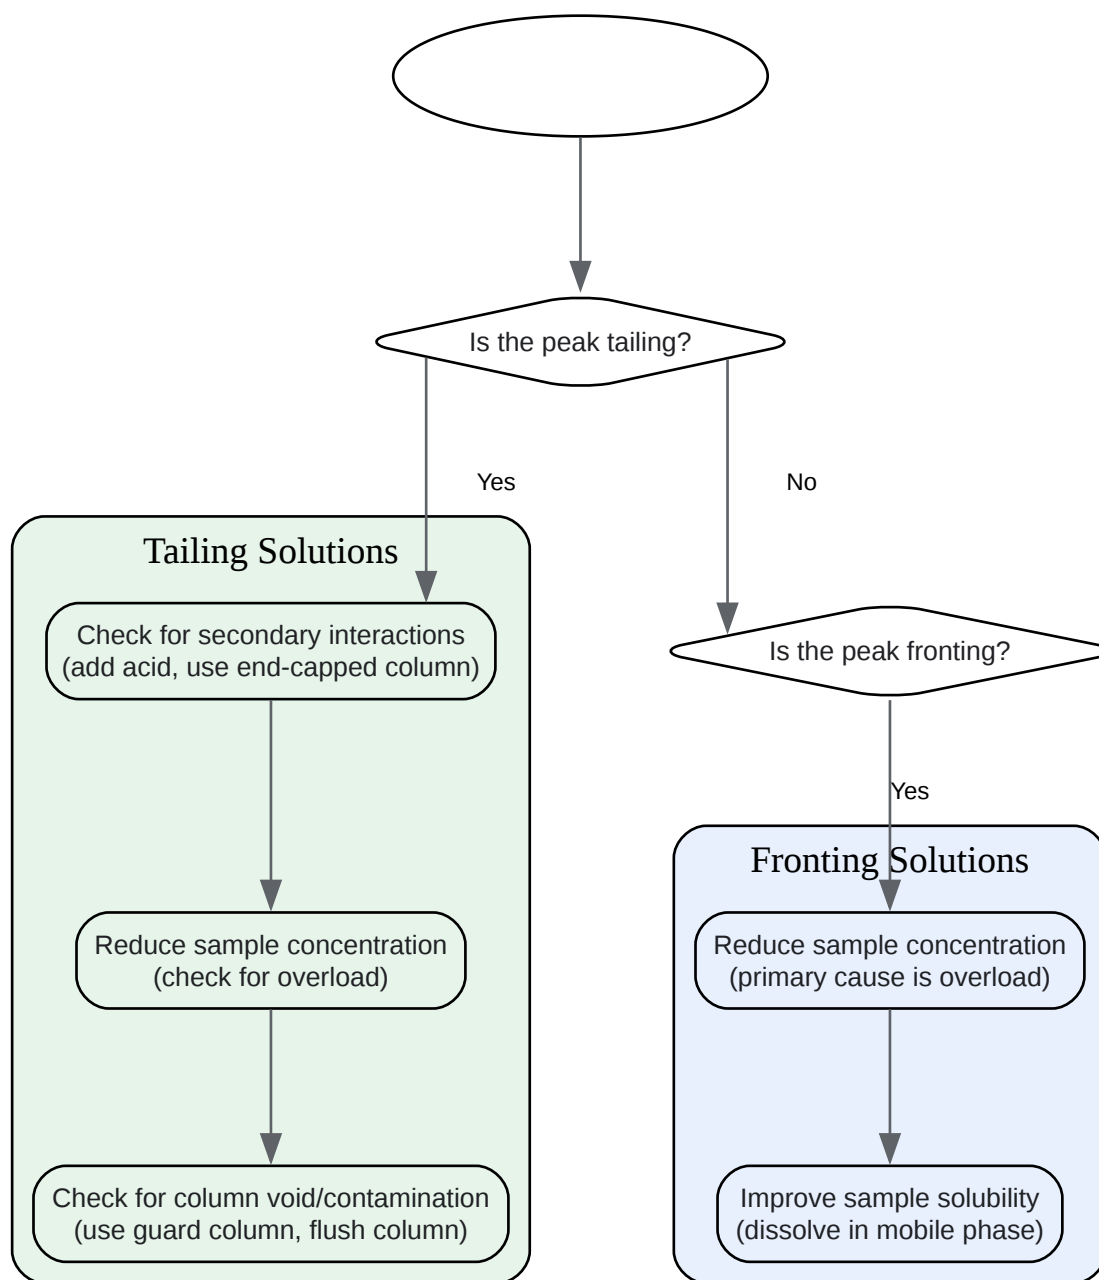 Is the peak tailing?
Yes
No
Tailing Solutions
Check for secondary interactions
(add acid, use end-capped column)
Is the peak fronting?
Yes
Fronting Solutions
Reduce sample concentration
(check for overload)
Reduce sample concentration
(primary cause is overload)
Check for column void/contamination
(use guard column, flush column)
Improve sample solubility
(dissolve in mobile phase)